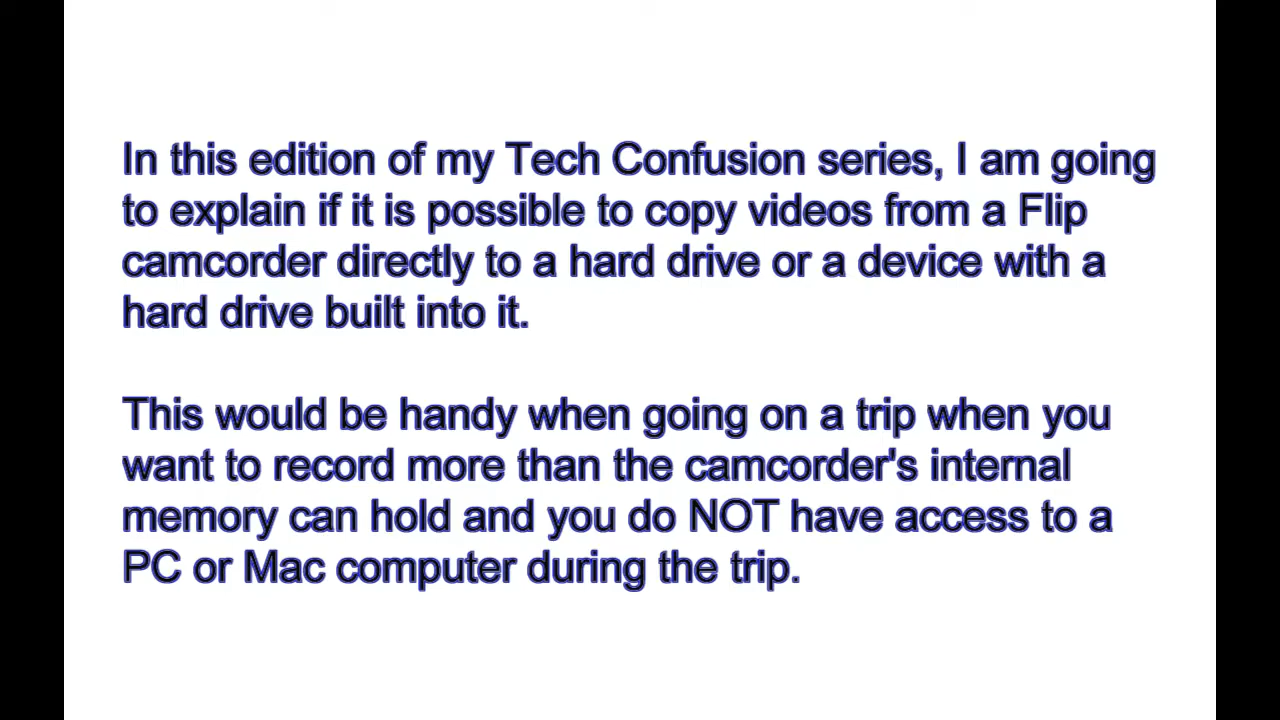 In this edition of my Tech Confusion series, I am going
to explain if it is possible to copy videos from a Flip
camcorder directly to a hard drive or a device with a
hard drive built into it.
This would be handy when going on a trip when you
want to record more than the camcorder's internal
memory can hold and you do NOT have access to a
PC or Mac computer during the trip.